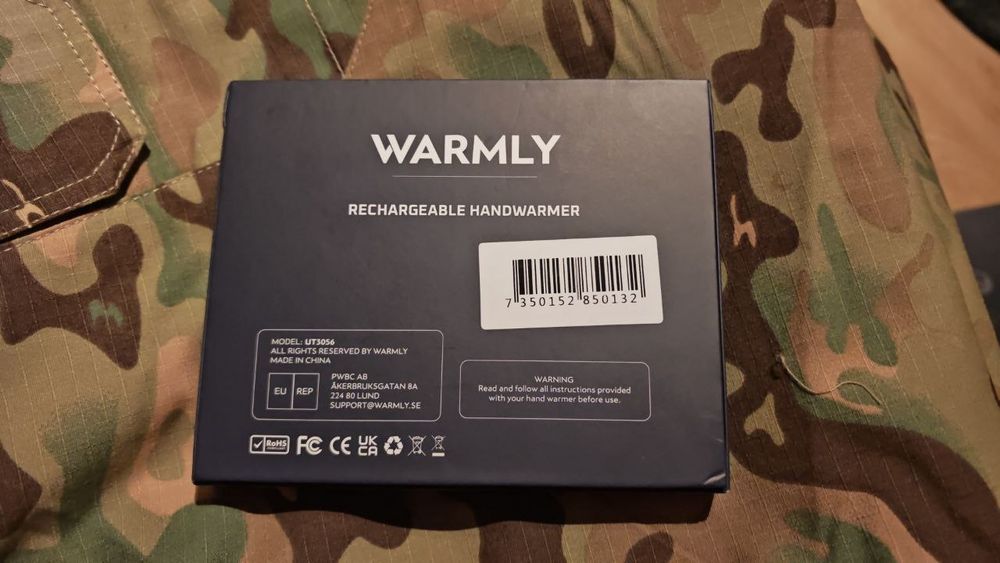 WARMLY
RECHARGEABLE HANDWARMER
7 350152 850132
MODEL: UT3056
ALL RIGHTS RESERVED BY WARMLY
MADE IN CHINA
EU REP
PWBC AB
ÅKERBRUKSGATAN 8A
224 80 LUND
SUPPORT@WARMLY.SE
WARNING
Read and follow all instructions provided
with your hand warmer before use.
RoHS FC CE UK
CA